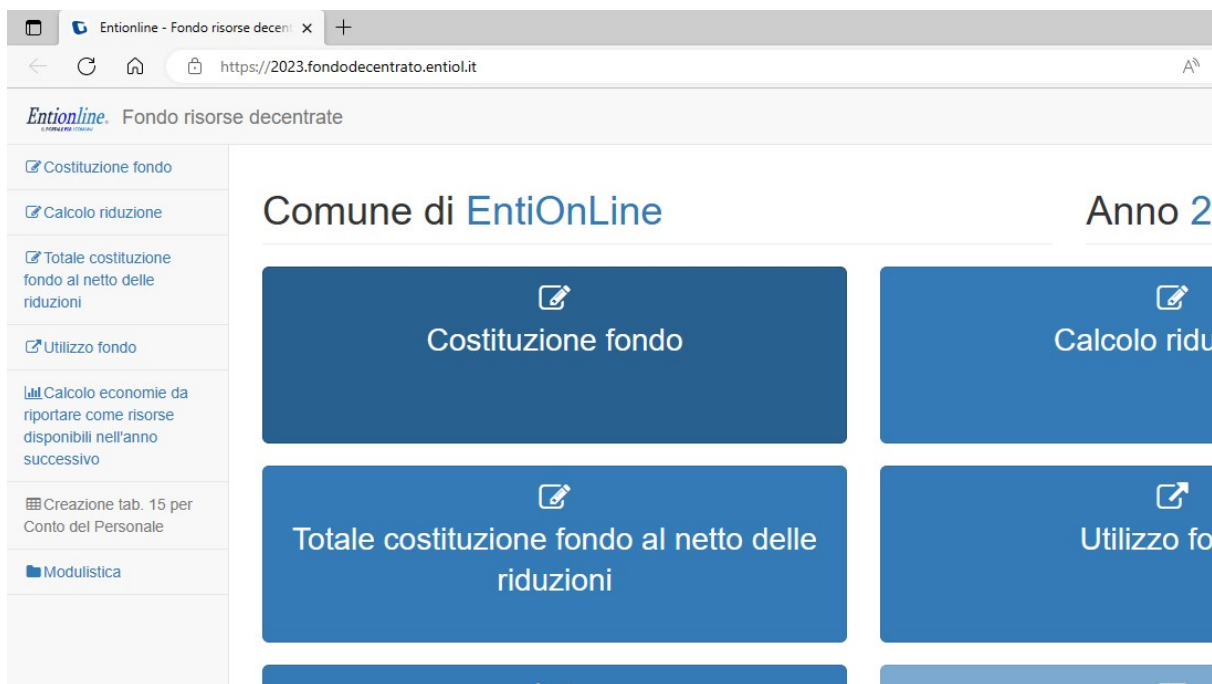 Entionline - Fondo risorse decent
https://2023.fondodecentrato.entiol.it
Entionline. Fondo risorse decentrate
Costituzione fondo
Calcolo riduzione
Totale costituzione
fondo al netto delle
riduzioni
Utilizzo fondo
Calcolo economie da
riportare come risorse
disponibili nell'anno
successivo
Creazione tab. 15 per
Conto del Personale
Modulistica
Comune di EntiOnLine
Anno 2
Costituzione fondo
Calcolo ridu
Totale costituzione fondo al netto delle
riduzioni
Utilizzo fo